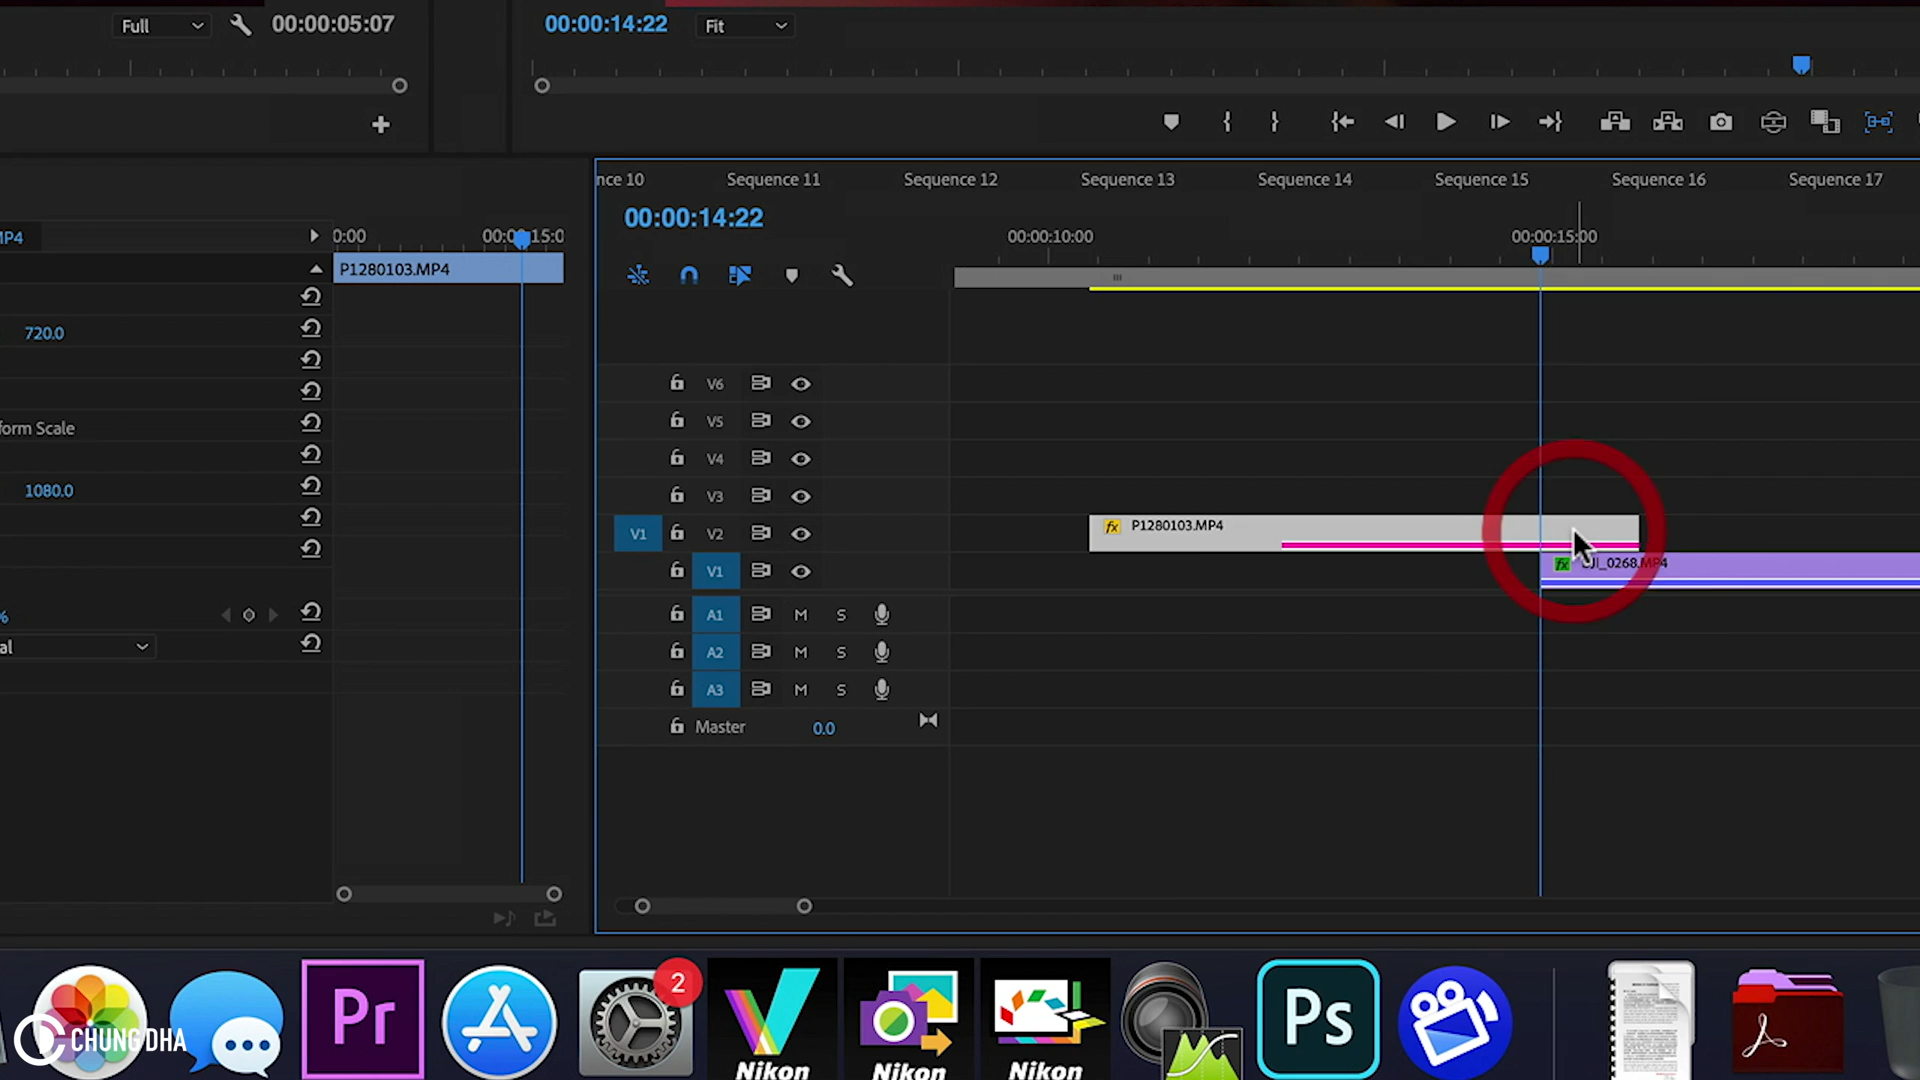 Full
00:00:05:07
00:00:14:22
Fit
nce 10
Sequence 11
Sequence 12
Sequence 13
Sequence 14
Sequence 15
Sequence 16
Sequence 17
00:00:14:22
MP4
0:00
00:00:15:0
00:00:10:00
00:00:15:00
P1280103.MP4
720.0
form Scale
1080.0
%
al
V6
V5
V4
V3
V1
V2
P1280103.MP4
V1
DJI_0268.MP4
A1
M
S
A2
M
S
A3
M
S
Master
0.0
2
Pr
Ps
Nikon
Nikon
Nikon
CHUNG DHA